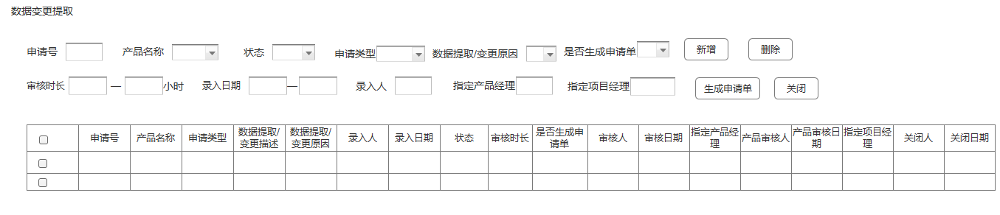 数据变更提取
申请号 产品名称 状态 申请类型 数据提取/变更原因 是否生成申请单 新增 删除
审核时长 — 小时 录入日期 — 录入人 指定产品经理 指定项目经理 生成申请单 关闭
申请号 产品名称 申请类型 数据提取/变更描述 数据提取/变更原因 录入人 录入日期 状态 审核时长 是否生成申请单 审核人 审核日期 指定产品经理 产品审核人 产品审核日期 指定项目经理 关闭人 关闭日期